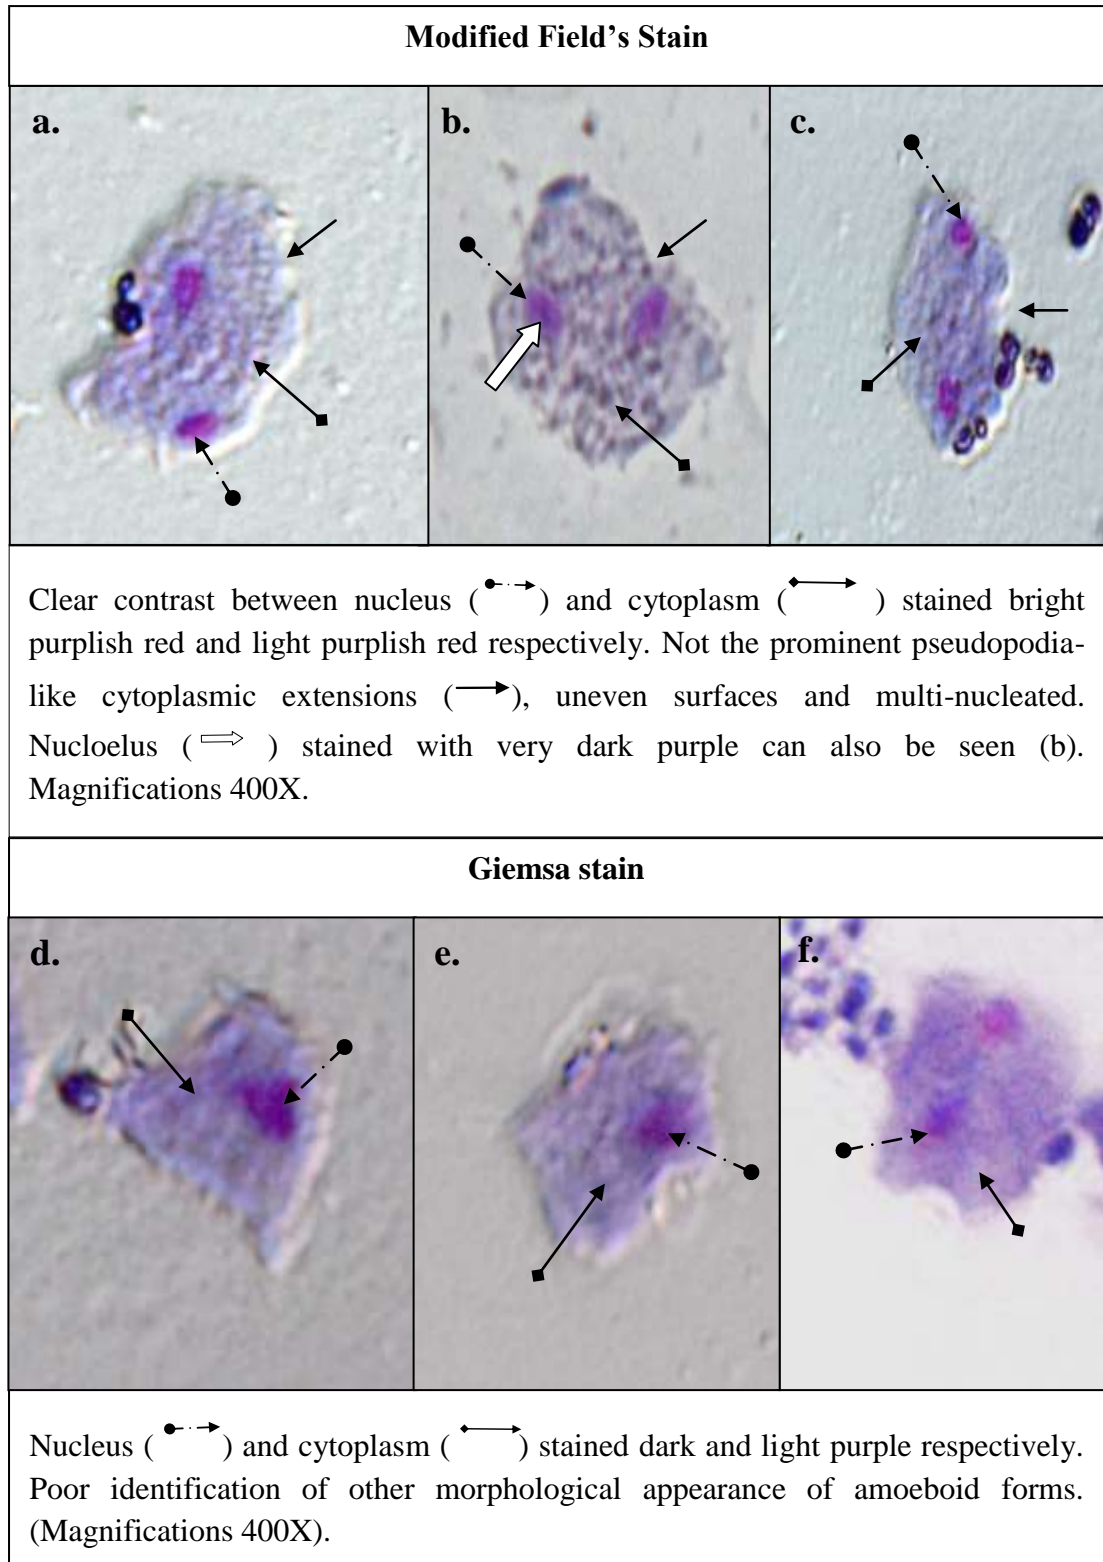 Modified Field’s Stain
a.
b.
c.
Clear contrast between nucleus ( ) and cytoplasm ( ) stained bright
purplish red and light purplish red respectively. Not the prominent pseudopodia-
like cytoplasmic extensions ( ), uneven surfaces and multi-nucleated.
Nucloelus ( ) stained with very dark purple can also be seen (b).
Magnifications 400X.
Giemsa stain
d.
e.
f.
Nucleus ( ) and cytoplasm ( ) stained dark and light purple respectively.
Poor identification of other morphological appearance of amoeboid forms.
(Magnifications 400X).